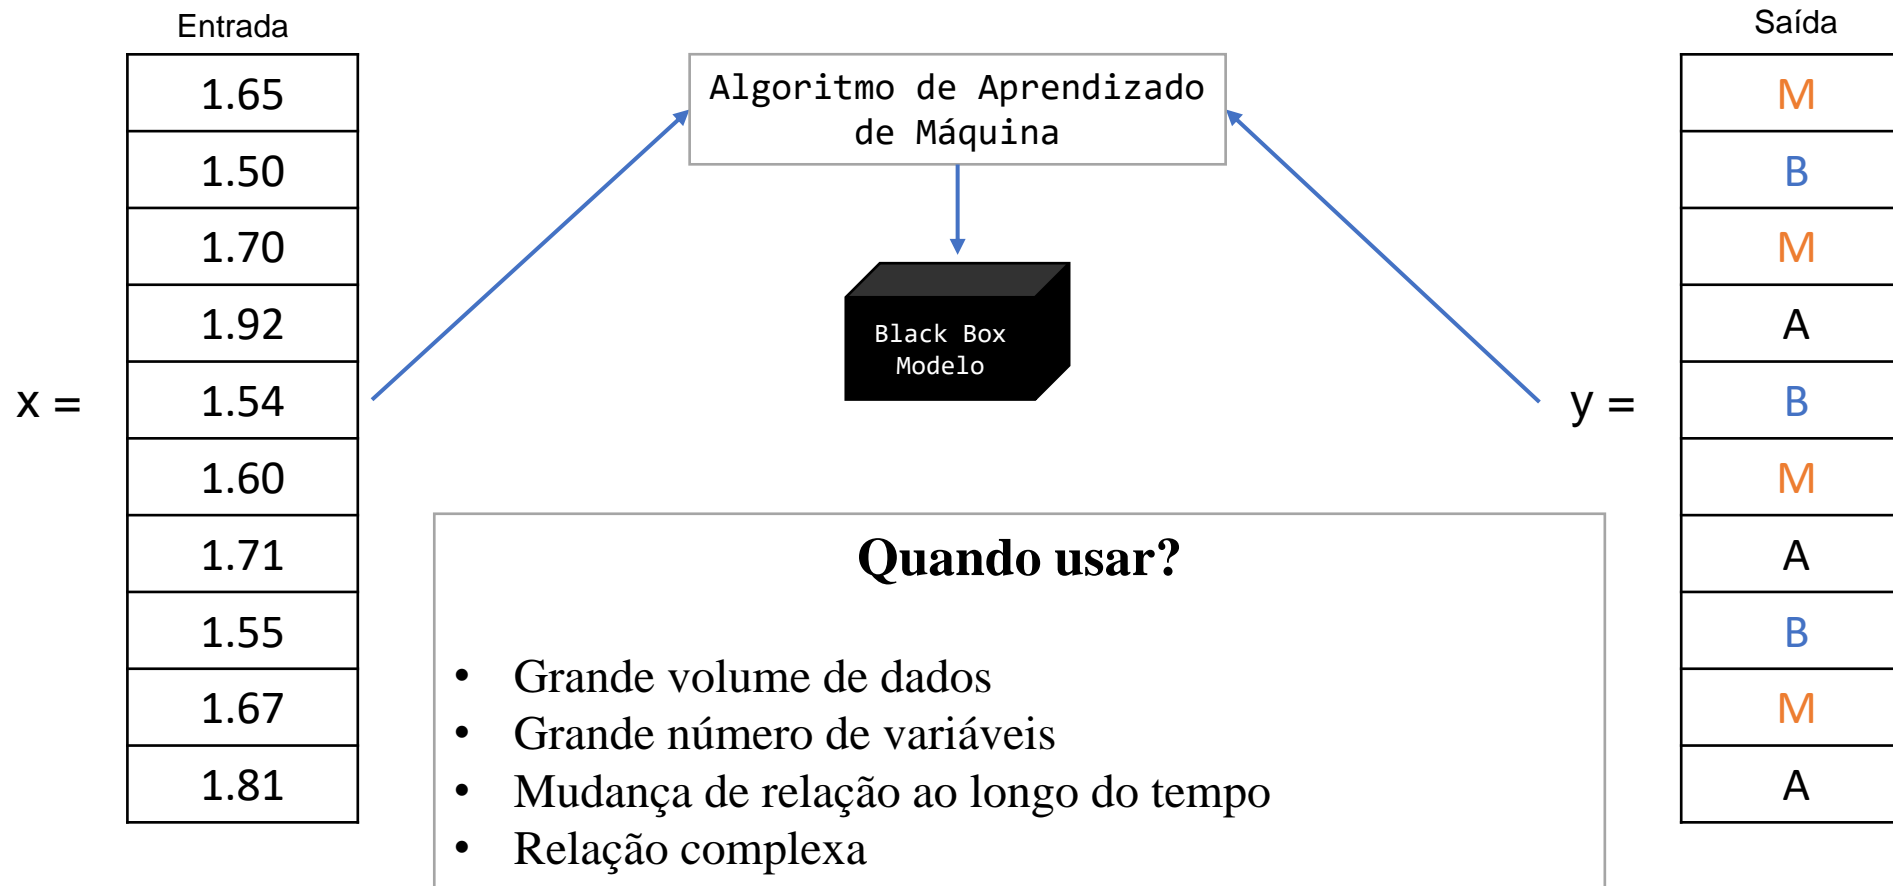 Entrada
Saída
x =
1.65
1.50
1.70
1.92
1.54
1.60
1.71
1.55
1.67
1.81
Algoritmo de Aprendizado
de Máquina
Black Box
Modelo
y =
M
B
M
A
B
M
A
B
M
A
Quando usar?
• Grande volume de dados
• Grande número de variáveis
• Mudança de relação ao longo do tempo
• Relação complexa